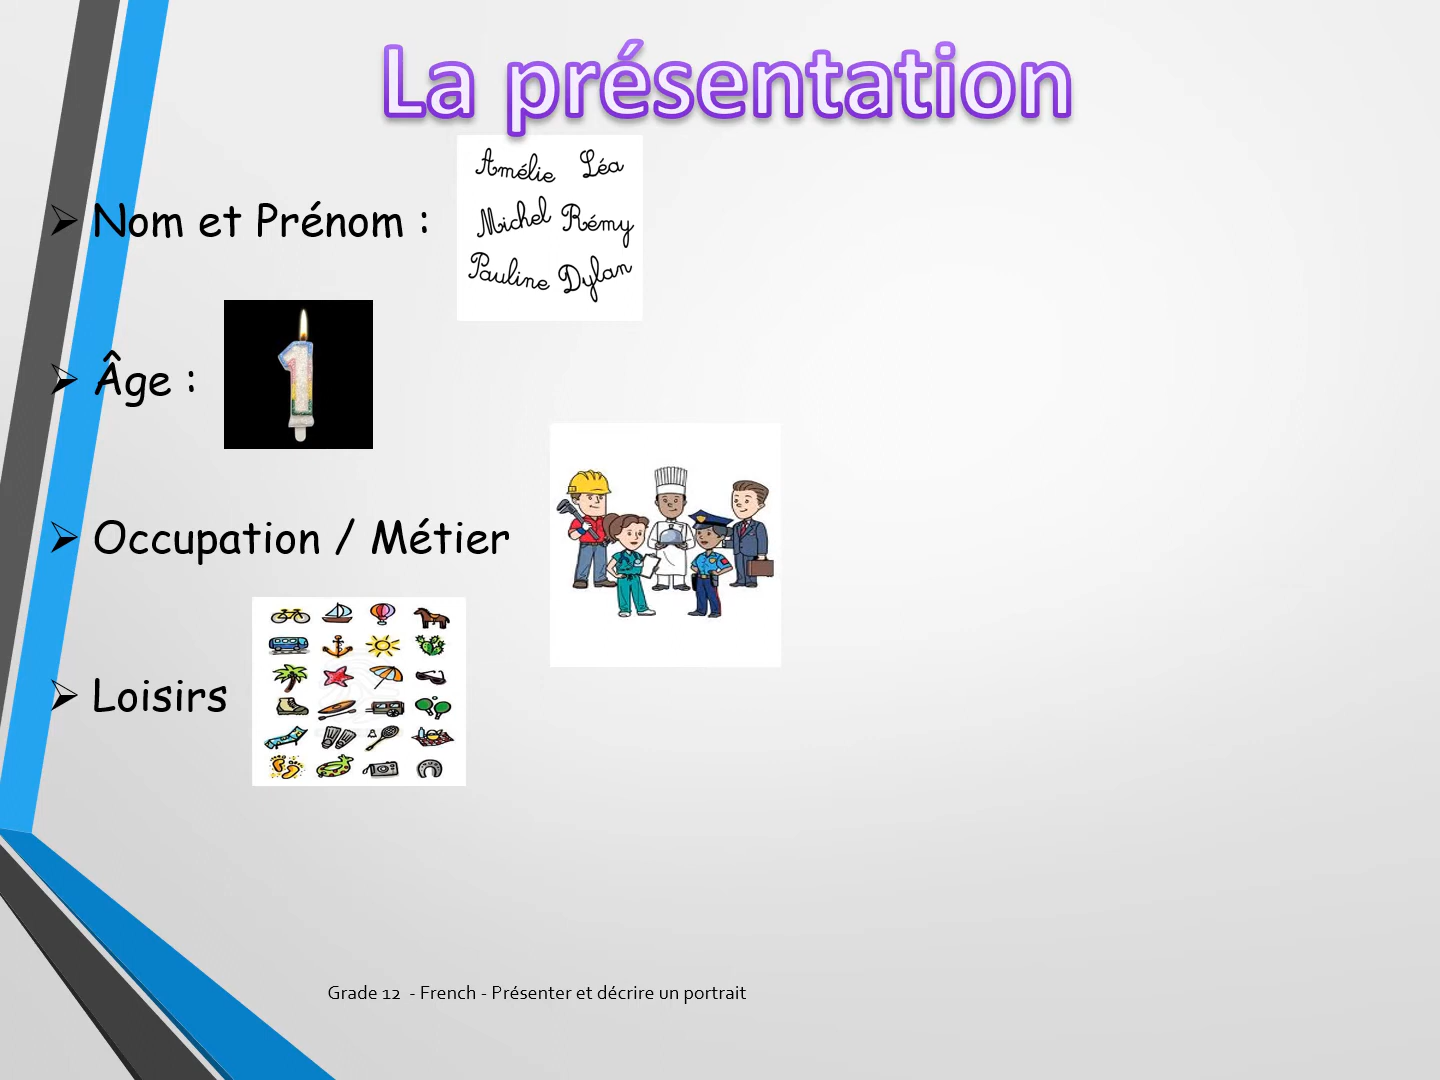 La présentation
Amélie Léa
Michel Rémy
Pauline Dylan
Nom et Prénom :
Âge :
1
Occupation / Métier
Loisirs
Grade 12 - French - Présenter et décrire un portrait